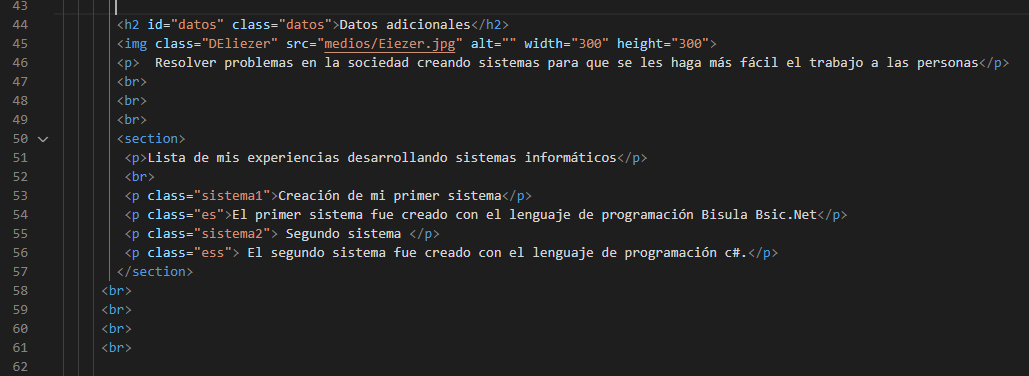 43
44 <h2 id="datos" class="datos">Datos adicionales</h2>
45 <img class="DEliezer" src="medios/Eiezer.jpg" alt="" width="300" height="300">
46 <p>  Resolver problemas en la sociedad creando sistemas para que se les haga más fácil el trabajo a las personas</p>
47 <br>
48 <br>
49 <br>
50 <section>
51 <p>Lista de mis experiencias desarrollando sistemas informáticos</p>
52 <br>
53 <p class="sistema1">Creación de mi primer sistema</p>
54 <p class="es">El primer sistema fue creado con el lenguaje de programación Bisula Bsic.Net</p>
55 <p class="sistema2"> Segundo sistema </p>
56 <p class="ess"> El segundo sistema fue creado con el lenguaje de programación c#.</p>
57 </section>
58 <br>
59 <br>
60 <br>
61 <br>
62